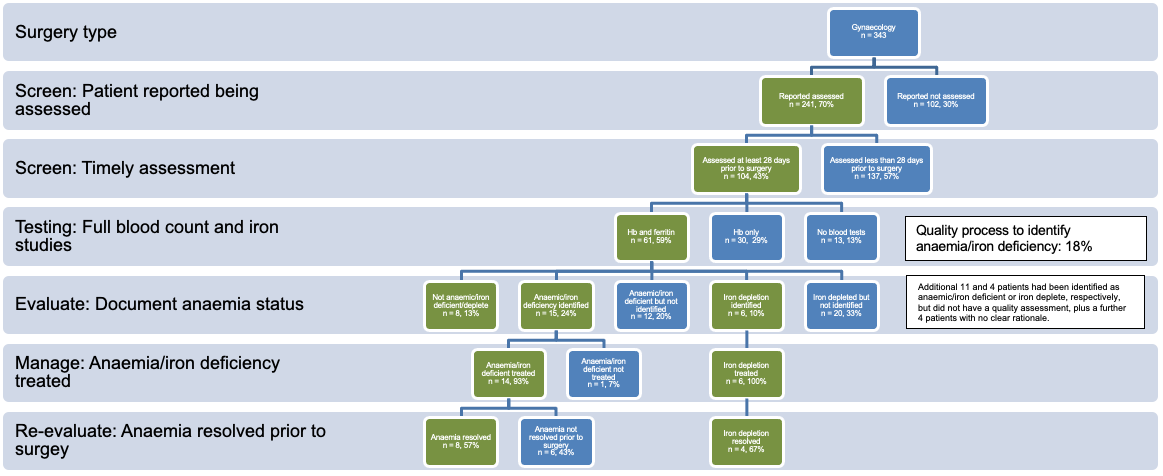 Surgery type
Gynaecology
n = 343
Screen: Patient reported being
assessed
Reported assessed
n = 241, 70%
Reported not assessed
n = 102, 30%
Screen: Timely assessment
Assessed at least 28 days
prior to surgery
n = 104, 43%
Assessed less than 28 days
prior to surgery
n = 137, 57%
Testing: Full blood count and iron
studies
Hb and ferritin
n = 61, 59%
Hb only
n = 30, 29%
No blood tests
n = 13, 13%
Quality process to identify
anaemia/iron deficiency: 18%
Evaluate: Document anaemia status
Not anaemic/iron
deficient/deplete
n = 8, 13%
Anaemic/iron
deficiency identified
n = 15, 24%
Anaemic/iron
deficient but not
identified
n = 12, 20%
Iron depletion
identified
n = 6, 10%
Iron depleted but
not identified
n = 20, 33%
Additional 11 and 4 patients had been identified as
anaemic/iron deficient or iron deplete, respectively,
but did not have a quality assessment, plus a further
4 patients with no clear rationale.
Manage: Anaemia/iron deficiency
treated
Anaemia/iron
deficient treated
n = 14, 93%
Anaemia/iron
deficient not
treated
n = 1, 7%
Iron depletion
treated
n = 6, 100%
Re-evaluate: Anaemia resolved prior to
surgey
Anaemia resolved
n = 8, 57%
Anaemia not
resolved prior to
surgery
n = 6, 43%
Iron depletion
resolved
n = 4, 67%